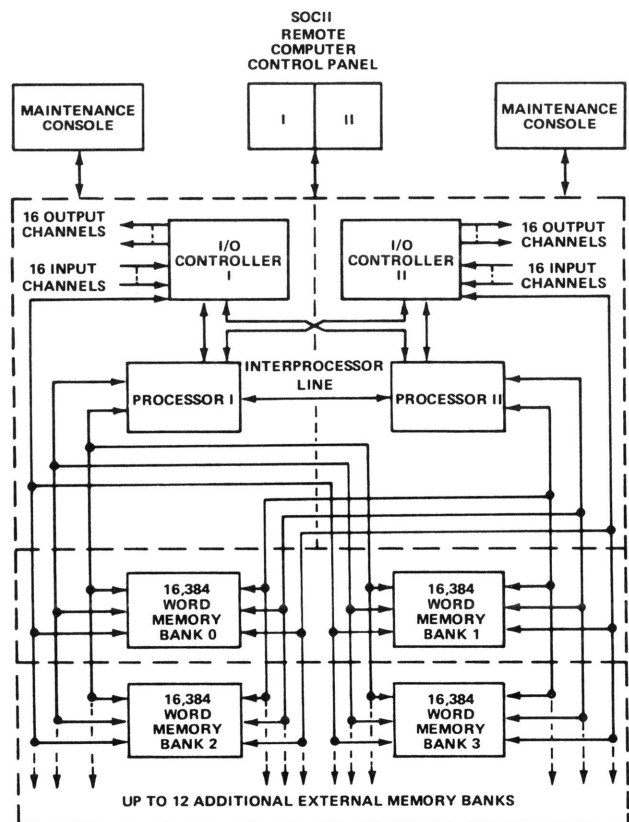 SOCII
REMOTE
COMPUTER
CONTROL PANEL
MAINTENANCE
CONSOLE
I
II
MAINTENANCE
CONSOLE
16 OUTPUT
CHANNELS
16 INPUT
CHANNELS
I/O
CONTROLLER
I
I/O
CONTROLLER
II
16 OUTPUT
CHANNELS
16 INPUT
CHANNELS
PROCESSOR I
INTERPROCESSOR
LINE
PROCESSOR II
16,384
WORD
MEMORY
BANK 0
16,384
WORD
MEMORY
BANK 1
16,384
WORD
MEMORY
BANK 2
16,384
WORD
MEMORY
BANK 3
UP TO 12 ADDITIONAL EXTERNAL MEMORY BANKS